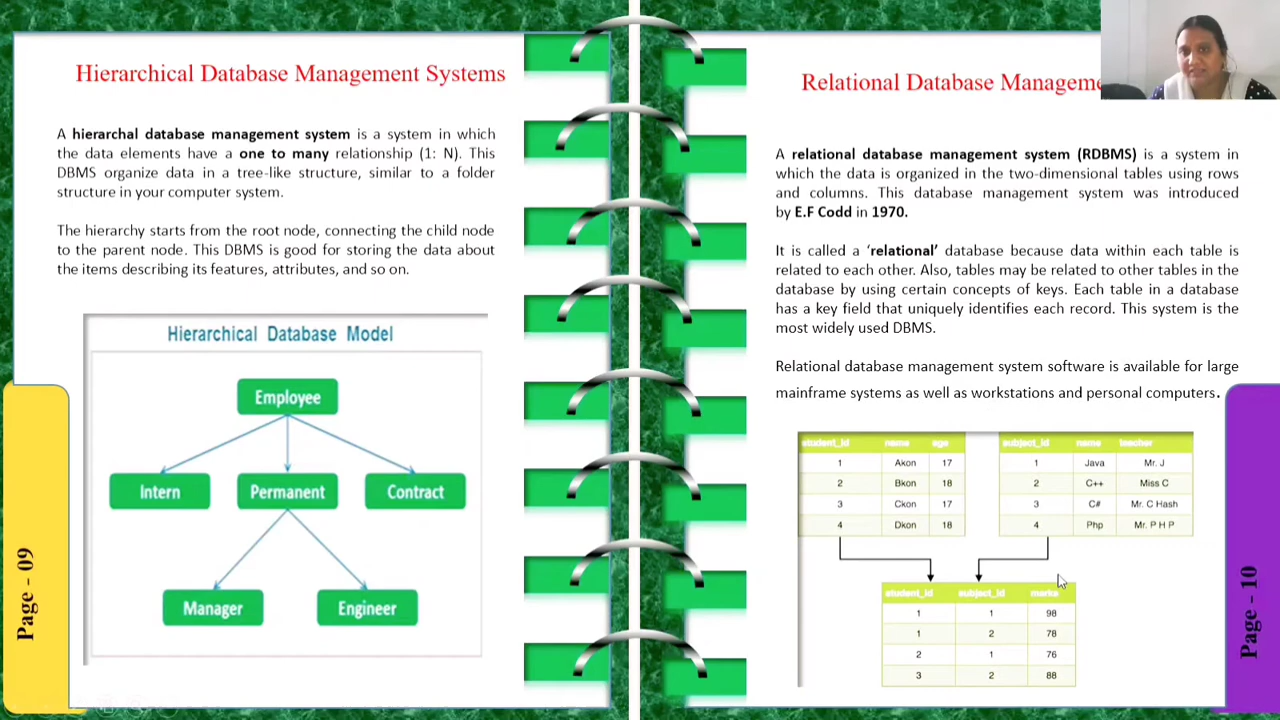 Hierarchical Database Management Systems
A hierarchal database management system is a system in which
the data elements have a one to many relationship (1: N). This
DBMS organize data in a tree-like structure, similar to a folder
structure in your computer system.
The hierarchy starts from the root node, connecting the child node
to the parent node. This DBMS is good for storing the data about
the items describing its features, attributes, and so on.
Hierarchical Database Model
Employee
Intern Permanent Contract
Manager Engineer
Page - 09
Relational Database
A relational database management system (RDBMS) is a system in
which the data is organized in the two-dimensional tables using rows
and columns. This database management system was introduced
by E.F Codd in 1970.
It is called a ‘relational’ database because data within each table is
related to each other. Also, tables may be related to other tables in the
database by using certain concepts of keys. Each table in a database
has a key field that uniquely identifies each record. This system is the
most widely used DBMS.
Relational database management system software is available for large
mainframe systems as well as workstations and personal computers.
student_id name age
1 Akon 17
2 Bkon 18
3 Ckon 17
4 Dkon 18
subject_id name teacher
1 Java Mr. J
2 C++ Miss C
3 C# Mr. C Hash
4 Php Mr. P H P
student_id subject_id marks
1 1 98
1 2 78
2 1 76
3 2 88
Page - 10